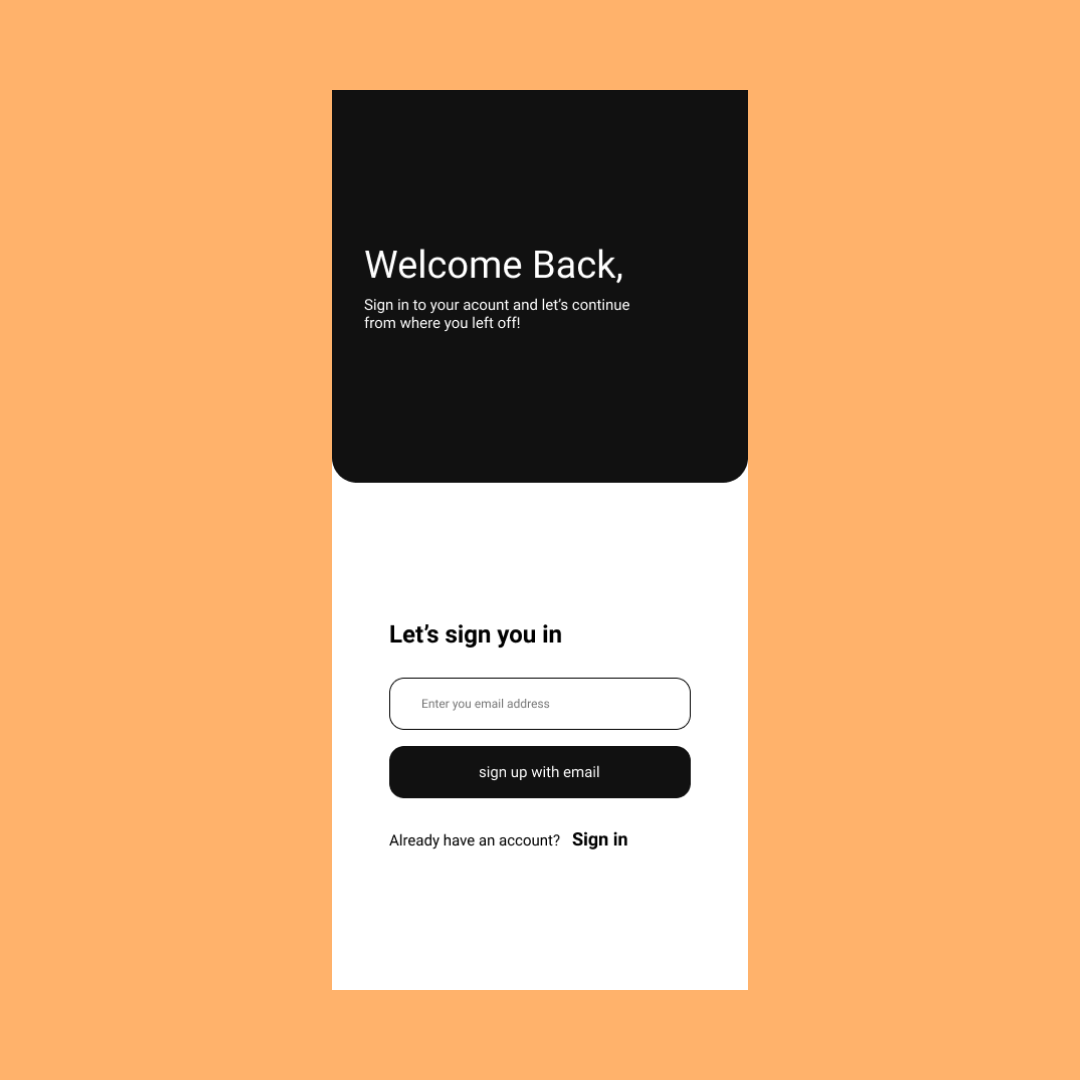 Welcome Back,
Sign in to your acount and let’s continue
from where you left off!
Let’s sign you in
Enter you email address
sign up with email
Already have an account? Sign in